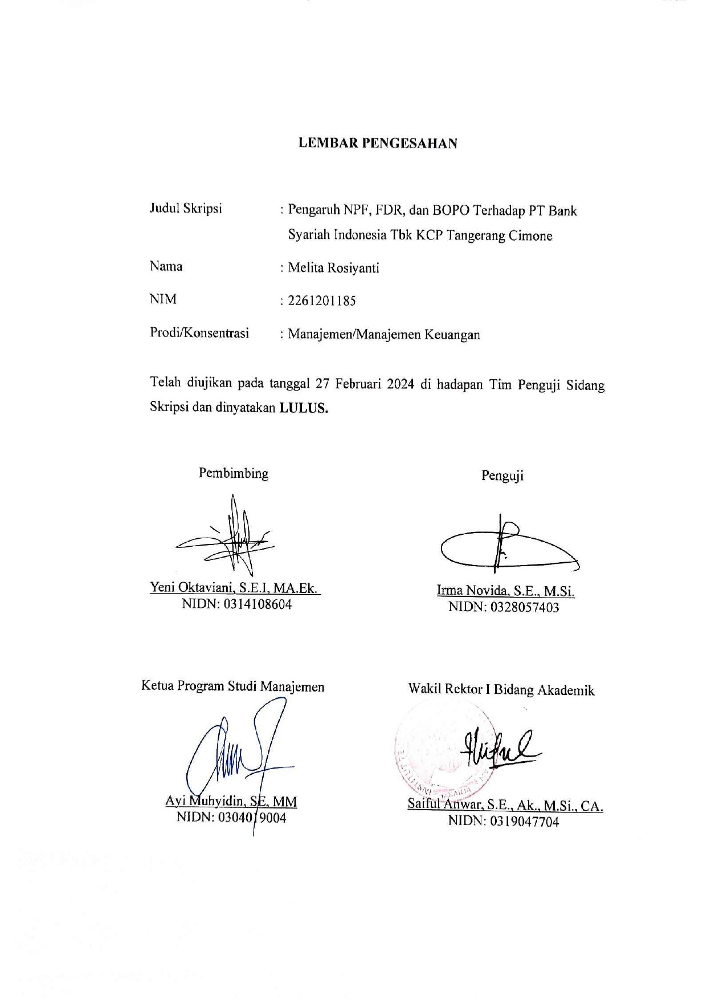 LEMBAR PENGESAHAN
Judul Skripsi : Pengaruh NPF, FDR, dan BOPO Terhadap PT Bank
Syariah Indonesia Tbk KCP Tangerang Cimone
Nama : Melita Rosiyanti
NIM : 2261201185
Prodi/Konsentrasi : Manajemen/Manajemen Keuangan
Telah diujikan pada tanggal 27 Februari 2024 di hadapan Tim Penguji Sidang
Skripsi dan dinyatakan LULUS.
Pembimbing Penguji
Yeni Oktaviani, S.E.I, MA.Ek. Irma Novida, S.E., M.Si.
NIDN: 0314108604 NIDN: 0328057403
Ketua Program Studi Manajemen Wakil Rektor I Bidang Akademik
INSTITUT TE
JAKARTA
Ayi Muhyidin, SE, MM Saiful Anwar, S.E., Ak., M.Si., CA.
NIDN: 0304019004 NIDN: 0319047704